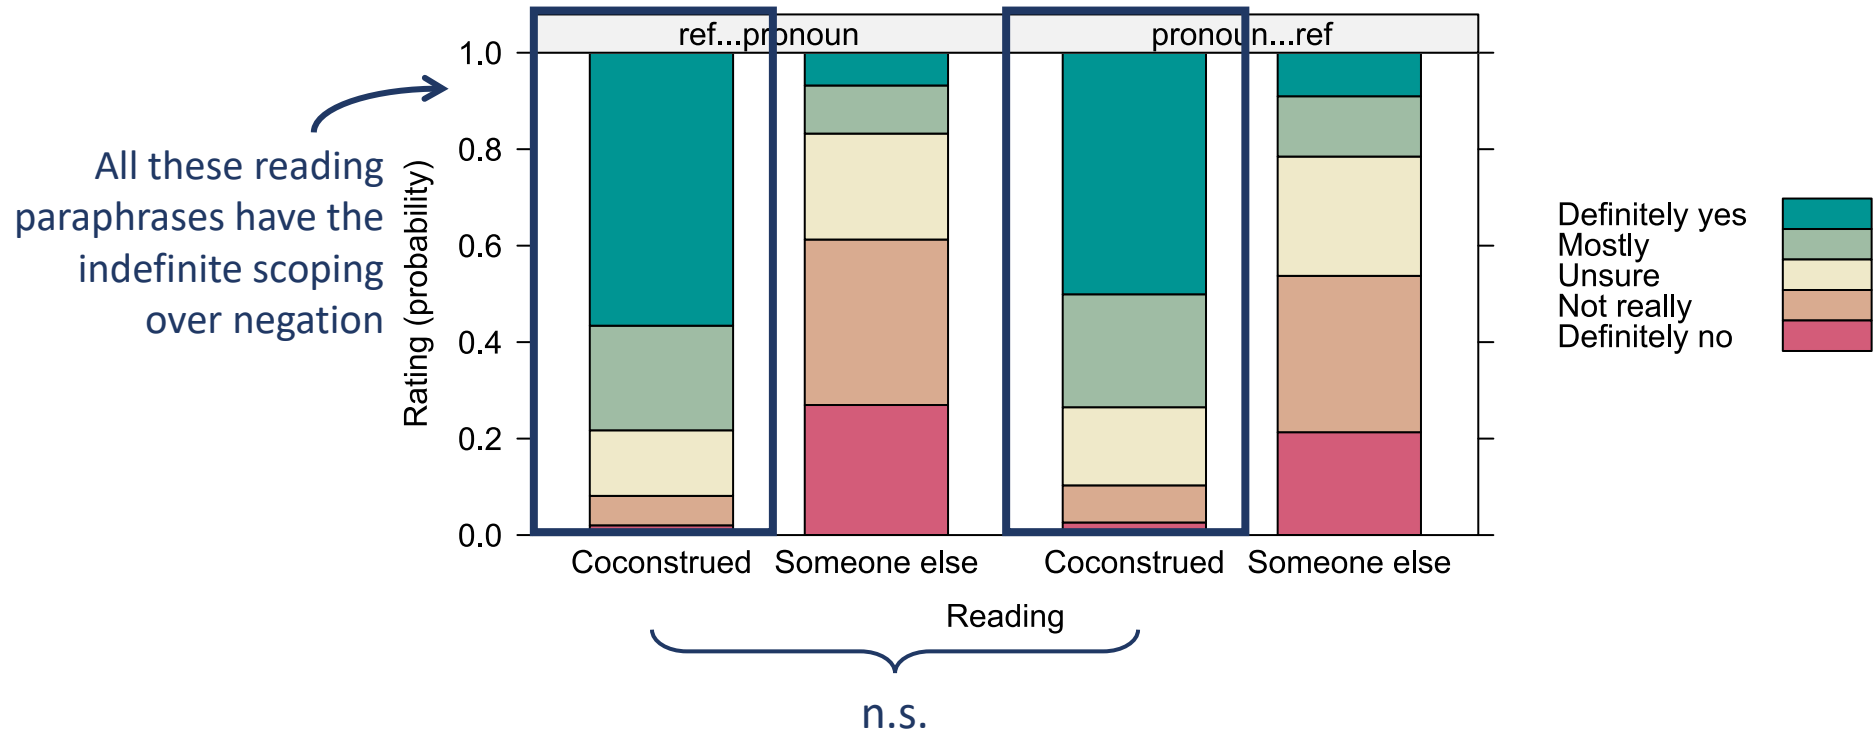 ref...pronoun
pronoun...ref
All these reading
paraphrases have the
indefinite scoping
over negation
Rating (probability)
1.0
0.8
0.6
0.4
0.2
0.0
Definitely yes
Mostly
Unsure
Not really
Definitely no
Coconstrued
Someone else
Coconstrued
Someone else
Reading
n.s.